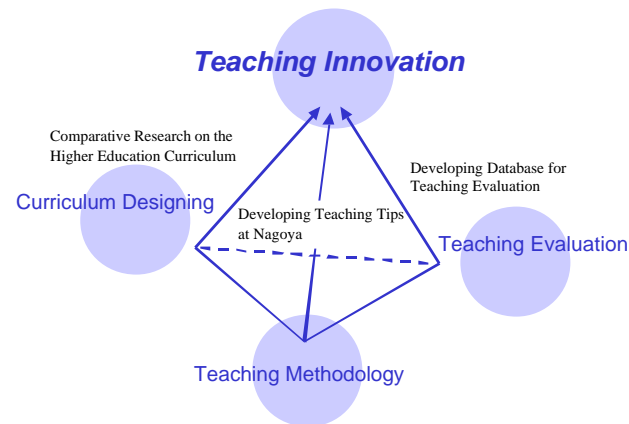 Teaching Innovation
Comparative Research on the
Higher Education Curriculum
Developing Database for
Teaching Evaluation
Curriculum Designing
Developing Teaching Tips
at Nagoya
Teaching Evaluation
Teaching Methodology